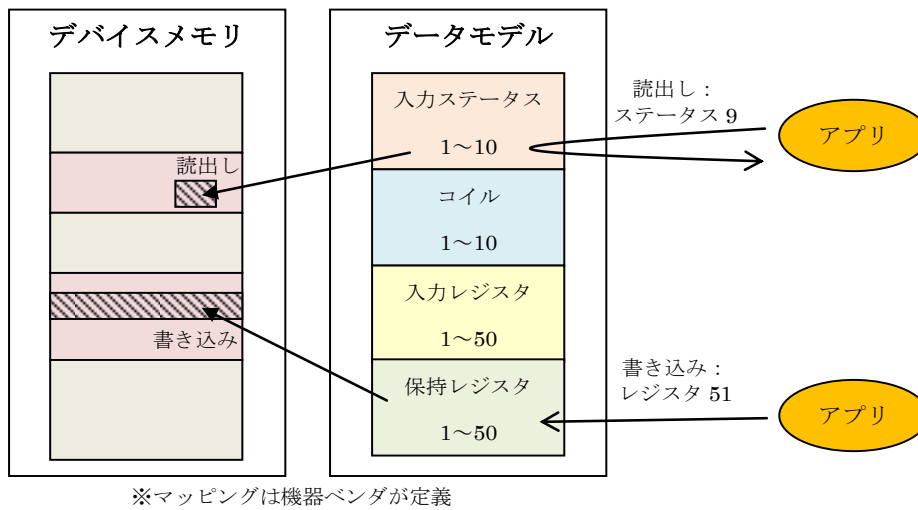 デバイスメモリ
読出し
書き込み
データモデル
入力ステータス
1～10
コイル
1～10
入力レジスタ
1～50
保持レジスタ
1～50
読出し：
ステータス 9
アプリ
書き込み：
レジスタ 51
アプリ
※マッピングは機器ベンダが定義